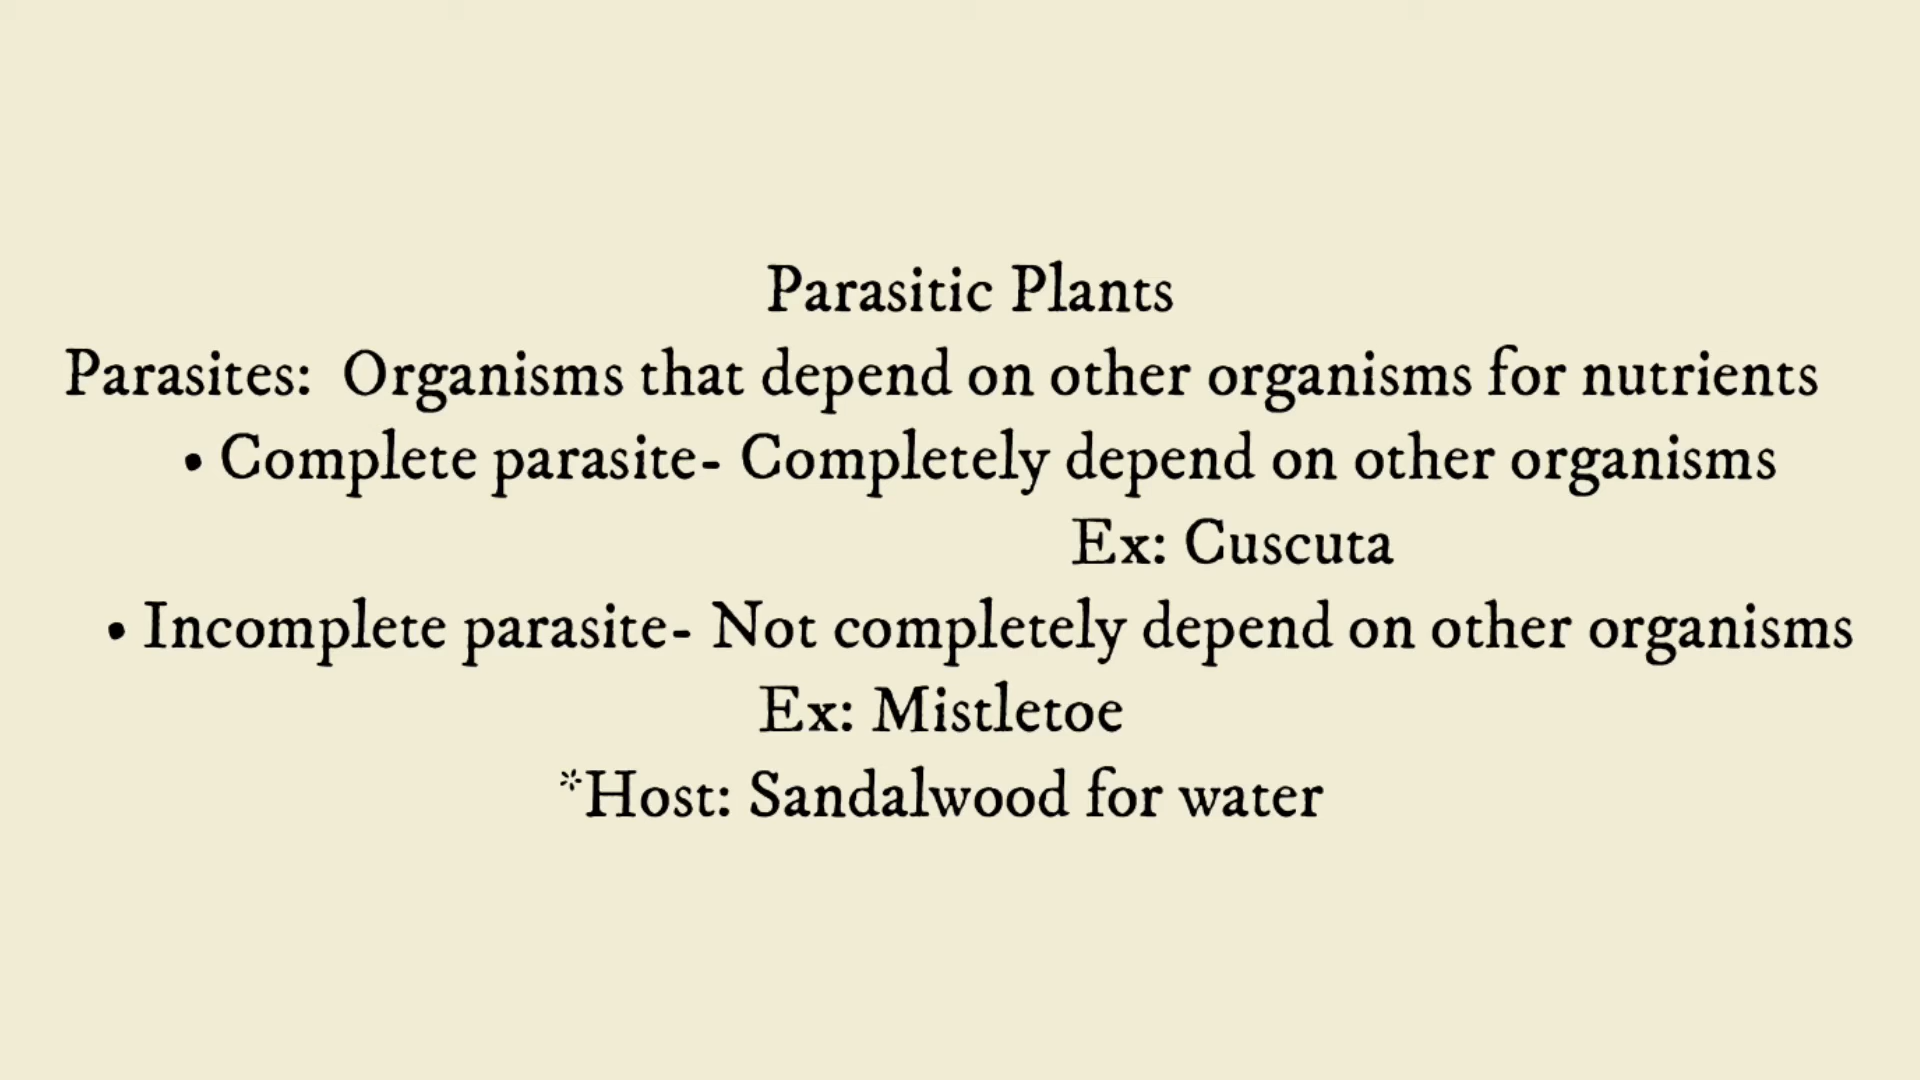 Parasitic Plants
Parasites: Organisms that depend on other organisms for nutrients
• Complete parasite- Completely depend on other organisms
Ex: Cuscuta
• Incomplete parasite- Not completely depend on other organisms
Ex: Mistletoe
*Host: Sandalwood for water